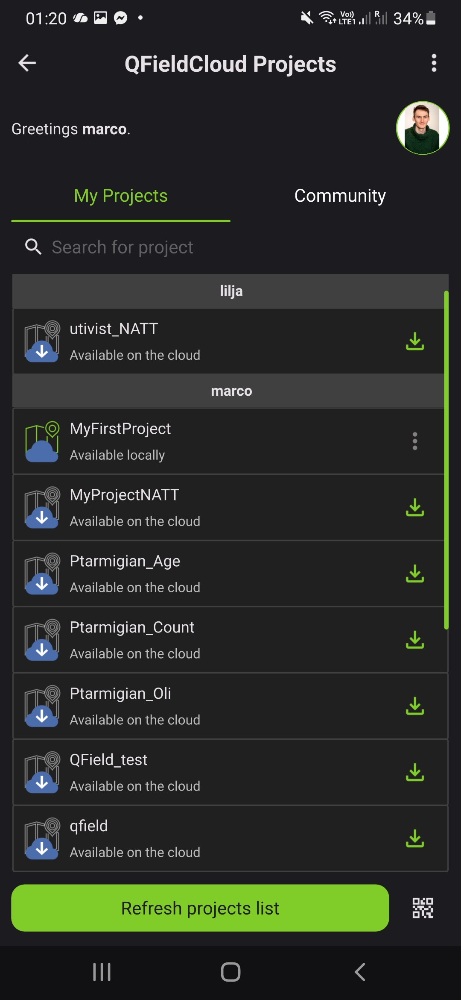 01:20
Vo)) LTE1 R 34%
QFieldCloud Projects
Greetings marco.
My Projects Community
Search for project
lilja
utivist_NATT
Available on the cloud
marco
MyFirstProject
Available locally
MyProjectNATT
Available on the cloud
Ptarmigian_Age
Available on the cloud
Ptarmigian_Count
Available on the cloud
Ptarmigian_Oli
Available on the cloud
QField_test
Available on the cloud
qfield
Available on the cloud
Refresh projects list